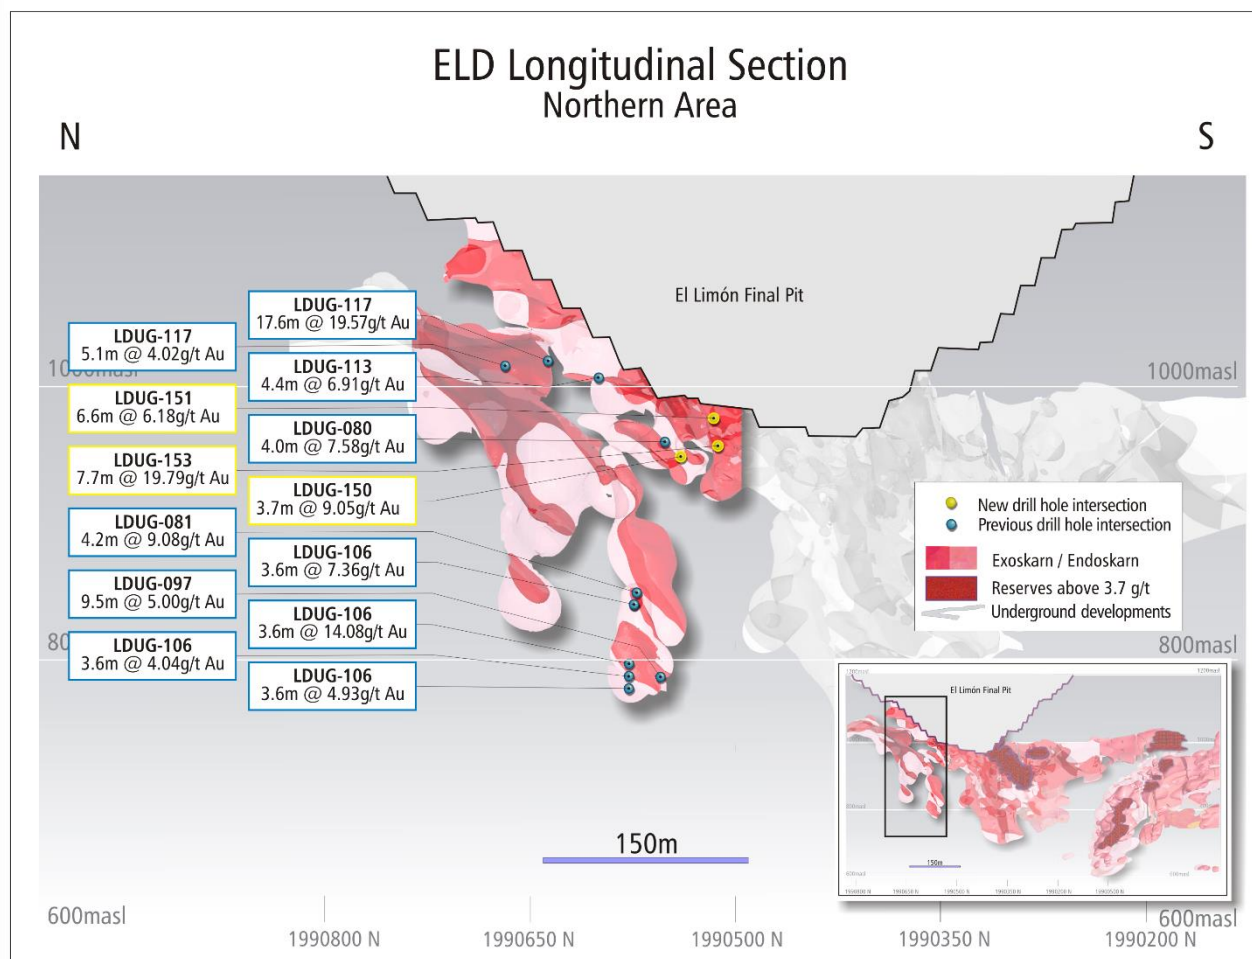 ELD Longitudinal Section
Northern Area
N
S
El Limón Final Pit
LDUG-117
17.6m @ 19.57g/t Au
LDUG-117
5.1m @ 4.02g/t Au
LDUG-113
4.4m @ 6.91g/t Au
1000masl
1000masl
LDUG-151
6.6m @ 6.18g/t Au
LDUG-080
4.0m @ 7.58g/t Au
LDUG-153
7.7m @ 19.79g/t Au
LDUG-150
3.7m @ 9.05g/t Au
LDUG-081
4.2m @ 9.08g/t Au
LDUG-106
3.6m @ 7.36g/t Au
LDUG-097
9.5m @ 5.00g/t Au
LDUG-106
3.6m @ 14.08g/t Au
LDUG-106
3.6m @ 4.04g/t Au
LDUG-106
3.6m @ 4.93g/t Au
New drill hole intersection
Previous drill hole intersection
Exoskarn / Endoskarn
Reserves above 3.7 g/t
Underground developments
800masl
El Limón Final Pit
150m
150m
600masl
600masl
1990800 N
1990650 N
1990500 N
1990350 N
1990200 N